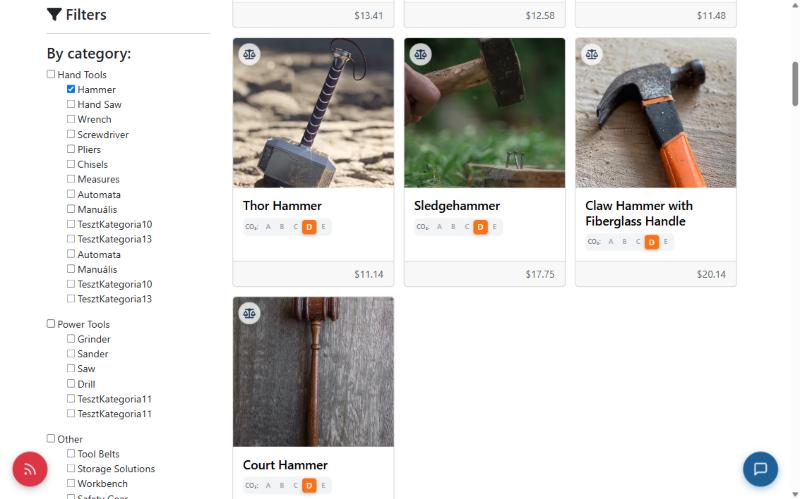 Filters
By category:
Hand Tools
Hammer
Hand Saw
Wrench
Screwdriver
Pliers
Chisels
Measures
Automata
Manuális
TesztKategoria10
TesztKategoria13
Automata
Manuális
TesztKategoria10
TesztKategoria13
Power Tools
Grinder
Sander
Saw
Drill
TesztKategoria11
TesztKategoria11
Other
Tool Belts
Storage Solutions
Workbench
Safety Gear
$13.41
$12.58
$11.48
Thor Hammer
CO₂: A B C D E
$11.14
Sledgehammer
CO₂: A B C D E
$17.75
Claw Hammer with
Fiberglass Handle
CO₂: A B C D E
$20.14
Court Hammer
CO₂: A B C D E